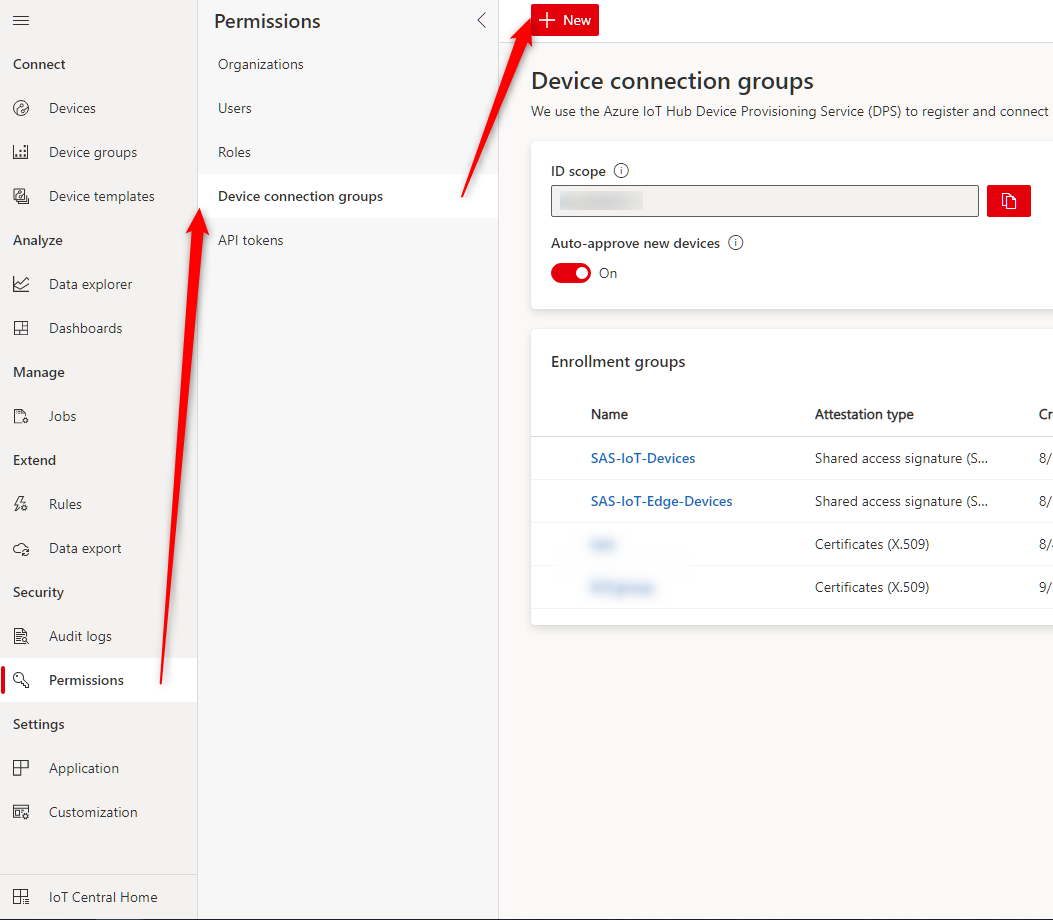 Connect
Devices
Device groups
Device templates
Analyze
Data explorer
Dashboards
Manage
Jobs
Extend
Rules
Data export
Security
Audit logs
Permissions
Settings
Application
Customization
IoT Central Home
Permissions
Organizations
Users
Roles
Device connection groups
API tokens
New
Device connection groups
We use the Azure IoT Hub Device Provisioning Service (DPS) to register and connect
ID scope
Auto-approve new devices
On
Enrollment groups
Name Attestation type Cr
SAS-IoT-Devices Shared access signature (S... 8/
SAS-IoT-Edge-Devices Shared access signature (S... 8/
Certificates (X.509) 8/
Certificates (X.509) 9/